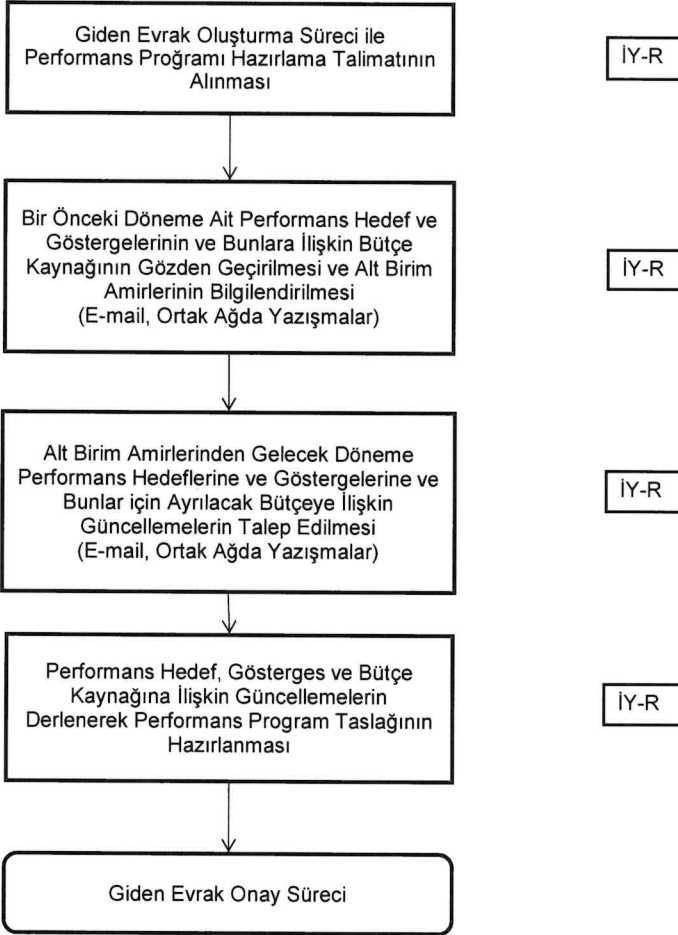 Giden Evrak Oluşturma Süreci ile
Performans Proğramı Hazırlama Talimatının
Alınması
İY-R
Bir Önceki Döneme Ait Performans Hedef ve
Göstergelerinin ve Bunlara İlişkin Bütçe
Kaynağının Gözden Geçirilmesi ve Alt Birim
Amirlerinin Bilgilendirilmesi
(E-mail, Ortak Ağda Yazışmalar)
İY-R
Alt Birim Amirlerinden Gelecek Döneme
Performans Hedeflerine ve Göstergelerine ve
Bunlar için Ayrılacak Bütçeye İlişkin
Güncellemelerin Talep Edilmesi
(E-mail, Ortak Ağda Yazışmalar)
İY-R
Performans Hedef, Gösterges ve Bütçe
Kaynağına İlişkin Güncellemelerin
Derlenerek Performans Program Taslağının
Hazırlanması
İY-R
Giden Evrak Onay Süreci